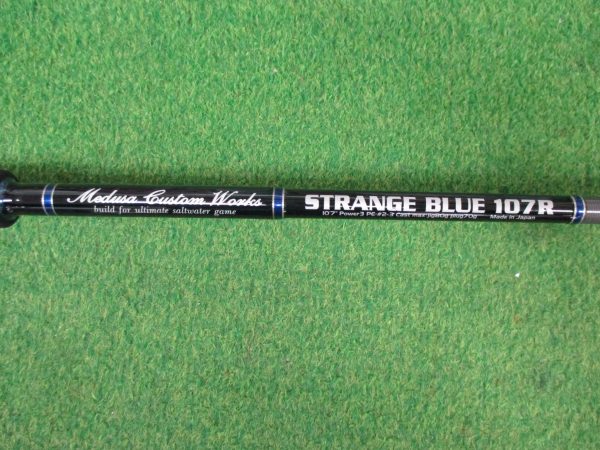 Medusa Custom Works
build for ultimate saltwater game
STRANGE BLUE 107R
10'7" Power3 PE-#2-3 Cast max-jig80g plug70g Made in Japan